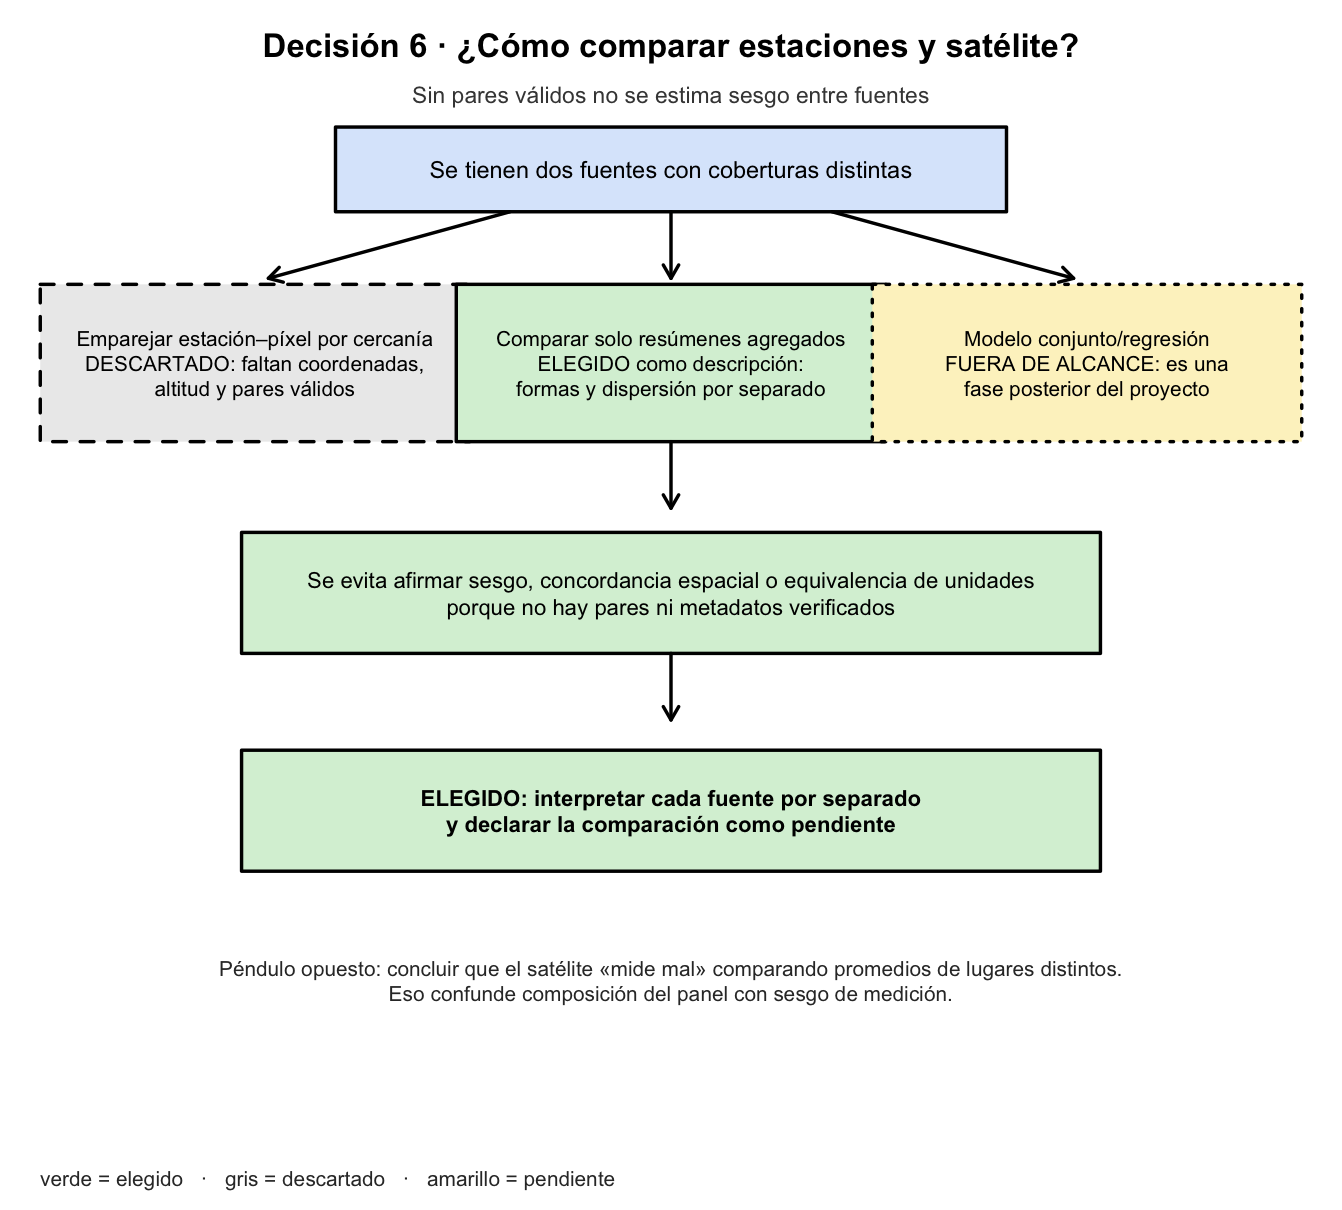 Decisión 6 · ¿Cómo comparar estaciones y satélite?
Sin pares válidos no se estima sesgo entre fuentes
Se tienen dos fuentes con coberturas distintas
Emparejar estación–píxel por cercanía
DESCARTADO: faltan coordenadas,
altitud y pares válidos
Comparar solo resúmenes agregados
ELEGIDO como descripción:
formas y dispersión por separado
Modelo conjunto/regresión
FUERA DE ALCANCE: es una
fase posterior del proyecto
Se evita afirmar sesgo, concordancia espacial o equivalencia de unidades
porque no hay pares ni metadatos verificados
ELEGIDO: interpretar cada fuente por separado
y declarar la comparación como pendiente
Péndulo opuesto: concluir que el satélite «mide mal» comparando promedios de lugares distintos.
Eso confunde composición del panel con sesgo de medición.
verde = elegido · gris = descartado · amarillo = pendiente